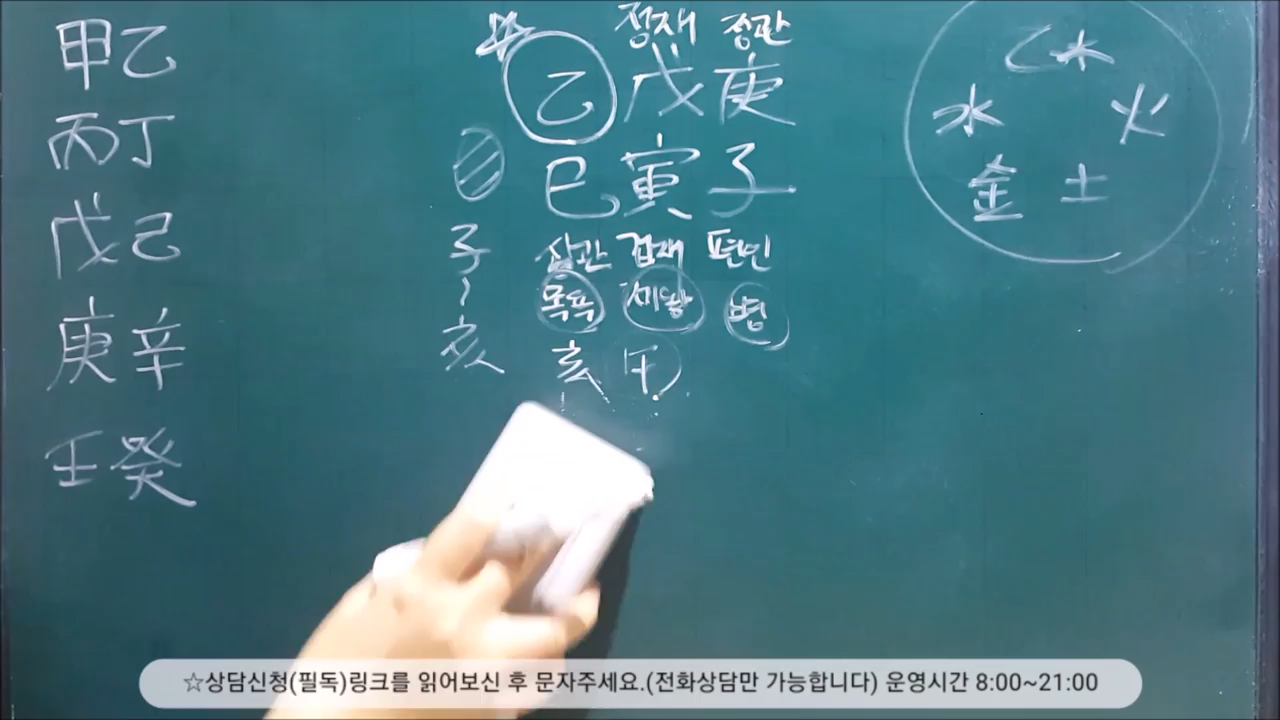 甲乙
丙丁
戊己
庚辛
壬癸
정재 정관
乙戊庚
巳寅子
상관 겁재 편인
목욕 제왕 병
子~亥
亥午
乙木
水 火
金 土
☆상담신청(필독)링크를 읽어보신 후 문자주세요.(전화상담만 가능합니다) 운영시간 8:00~21:00